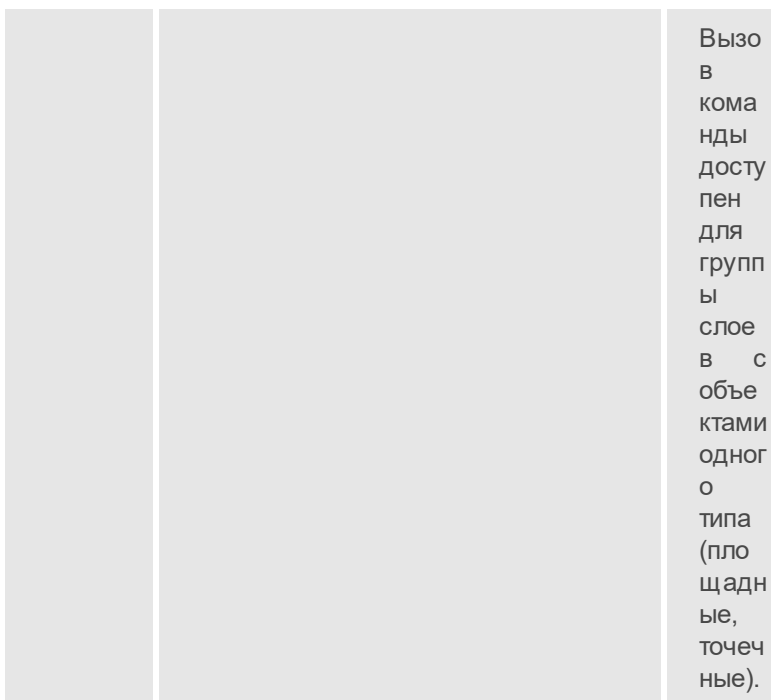 Вызо
в
кома
нды
досту
пен
для
групп
ы
слое
в с
объе
ктами
одног
о
типа
(пло
щадн
ые,
точеч
ные).